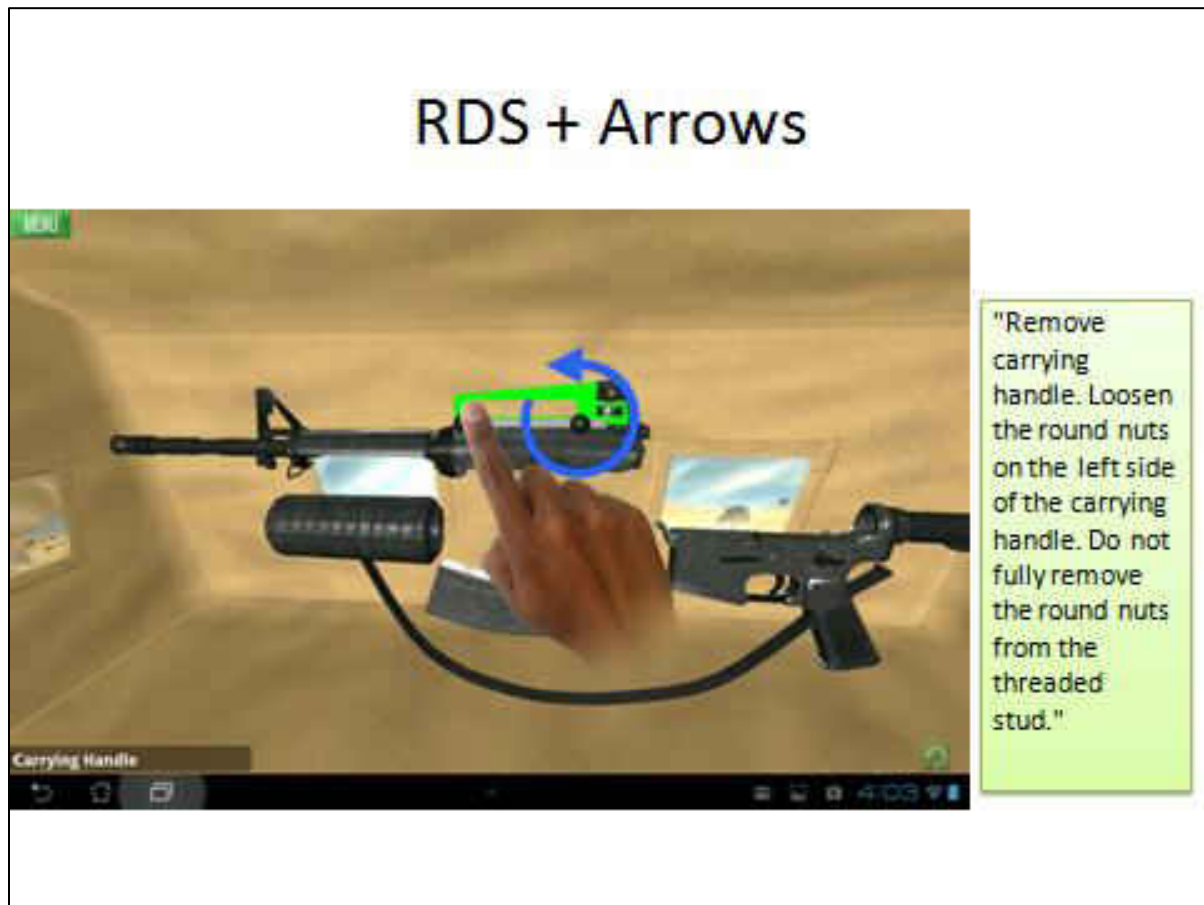 RDS + Arrows
MENU
"Remove
carrying
handle. Loosen
the round nuts
on the left side
of the carrying
handle. Do not
fully remove
the round nuts
from the
threaded
stud."
Carrying Handle
4:03